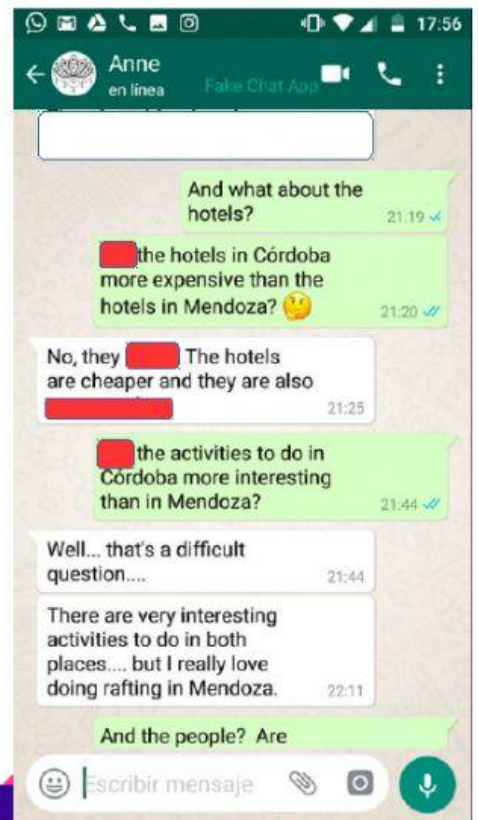 17:56
Anne
en línea
Fake Chat App
And what about the
hotels?
21:19
the hotels in Córdoba
more expensive than the
hotels in Mendoza? 🤔
21:20
No, they The hotels
are cheaper and they are also
21:25
the activities to do in
Córdoba more interesting
than in Mendoza?
21:44
Well... that's a difficult
question....
21:44
There are very interesting
activities to do in both
places.... but I really love
doing rafting in Mendoza.
22:11
And the people? Are
Escribir mensaje